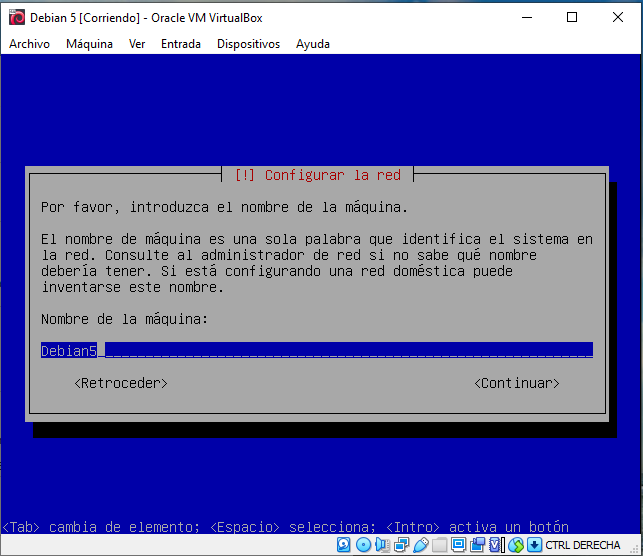 Debian 5 [Corriendo] - Oracle VM VirtualBox
Archivo Máquina Ver Entrada Dispositivos Ayuda
[!] Configurar la red
Por favor, introduzca el nombre de la máquina.
El nombre de máquina es una sola palabra que identifica el sistema en
la red. Consulte al administrador de red si no sabe qué nombre
debería tener. Si está configurando una red doméstica puede
inventarse este nombre.
Nombre de la máquina:
Debian5
<Retroceder> <Continuar>
<Tab> cambia de elemento; <Espacio> selecciona; <Intro> activa un botón
CTRL DERECHA